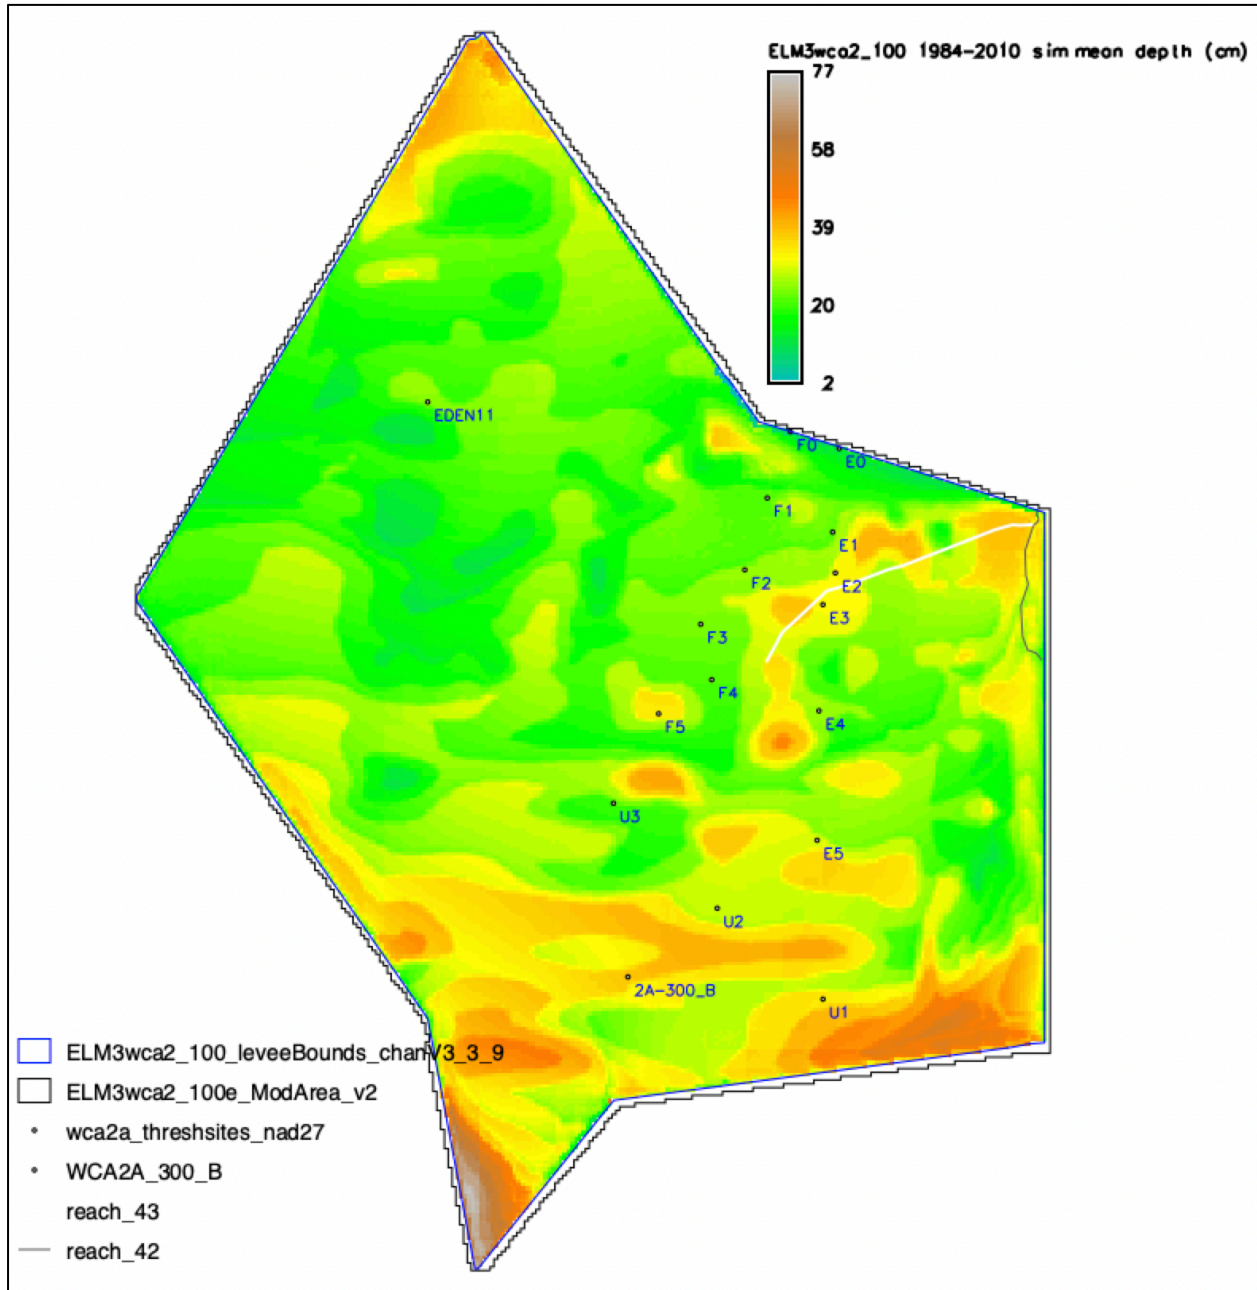 ELM3wca2_100 1984-2010 sim mean depth (cm)
77
58
39
20
2
EDEN11
F0
E0
F1
E1
F2
E2
E3
F3
F4
F5
E4
U3
E5
U2
2A-300_B
U1
ELM3wca2_100_leveeBounds_chanV3_3_9
ELM3wca2_100e_ModArea_v2
wca2a_threshsites_nad27
WCA2A_300_B
reach_43
reach_42